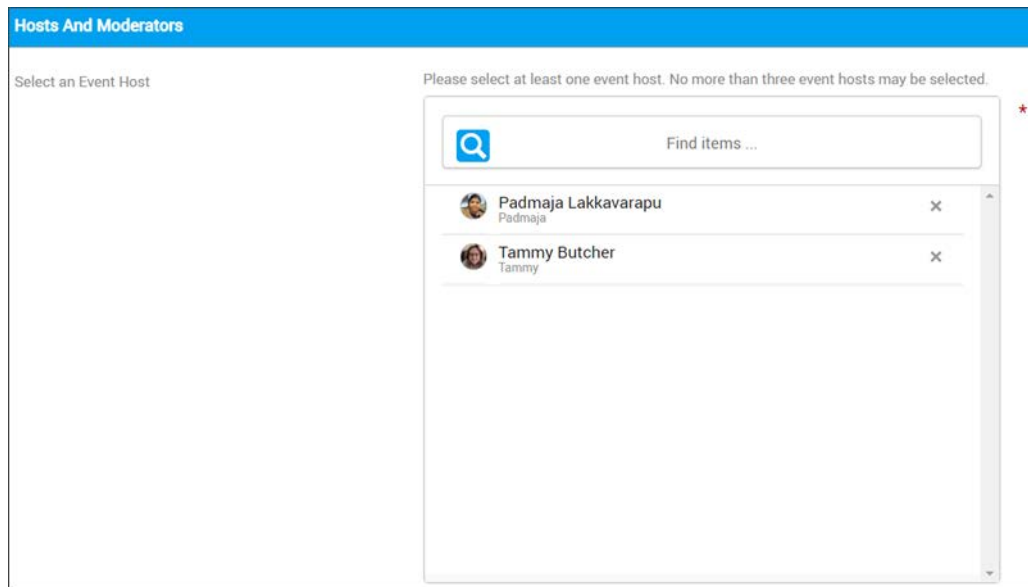 Hosts And Moderators
Select an Event Host
Please select at least one event host. No more than three event hosts may be selected.
*
Find items ...
Padmaja Lakkavarapu
Padmaja
Tammy Butcher
Tammy